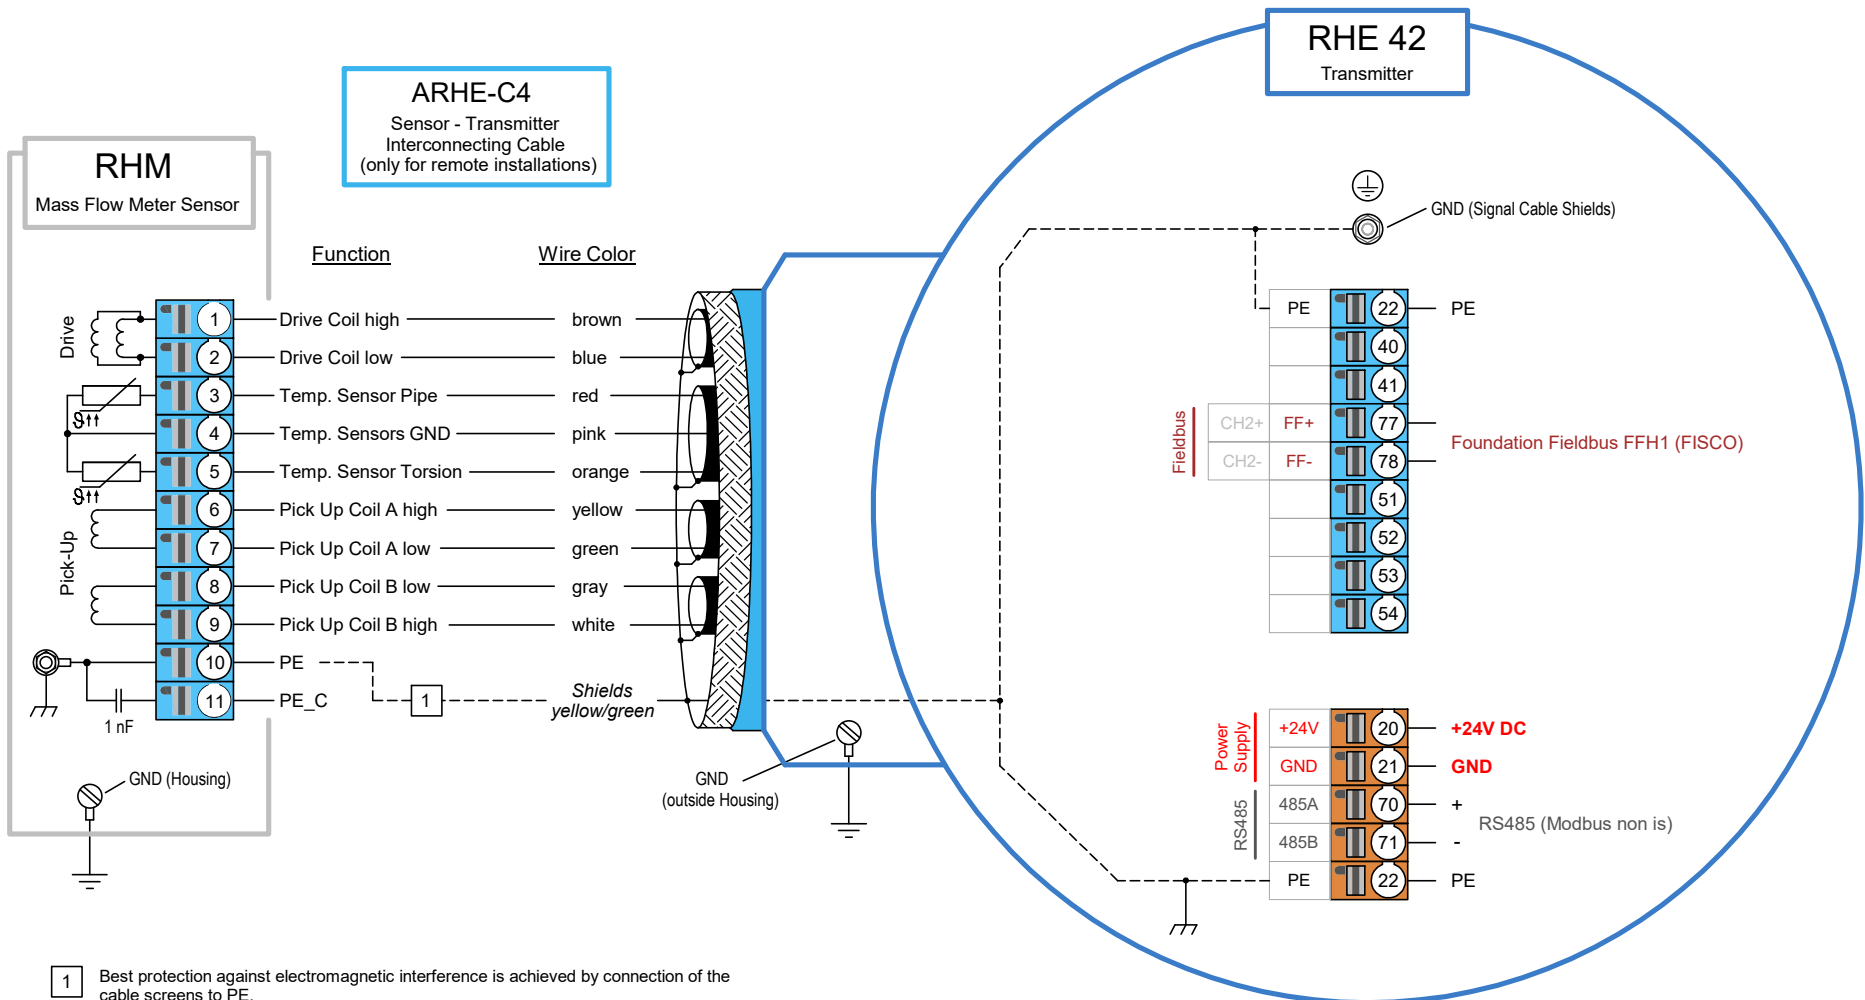 RHE 42
Transmitter
ARHE-C4
Sensor - Transmitter
Interconnecting Cable
(only for remote installations)
RHM
Mass Flow Meter Sensor
GND (Signal Cable Shields)
Function
Wire Color
Drive
Pick-Up
1 Drive Coil high brown
2 Drive Coil low blue
3 Temp. Sensor Pipe red
4 Temp. Sensors GND pink
5 Temp. Sensor Torsion orange
6 Pick Up Coil A high yellow
7 Pick Up Coil A low green
8 Pick Up Coil B low gray
9 Pick Up Coil B high white
10 PE
11 PE_C 1 Shields
yellow/green
1 nF
ϑ
ϑ
GND (Housing)
GND
(outside Housing)
PE 22 PE
40
41
Fieldbus
CH2+ FF+ 77
Foundation Fieldbus FFH1 (FISCO)
CH2- FF- 78
51
52
53
54
Power
Supply
+24V 20 +24V DC
GND 21 GND
RS485
485A 70 +
RS485 (Modbus non is)
485B 71 -
PE 22 PE
1 Best protection against electromagnetic interference is achieved by connection of the
cable screens to PE.